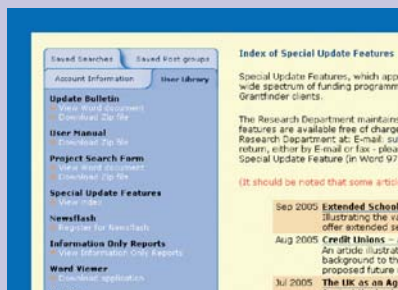 Saved Searches Saved Post groups
Account Information User Library
Update Bulletin
View Word document
Download Zip file
User Manual
View Word document
Download Zip file
Project Search Form
View Word document
Download Zip file
Special Update Features
View index
Newsflash
Register for Newsflash
Information Only Reports
View Information Only Reports
Word Viewer
Download application
Index of Special Update Features
Special Update Features, which app
wide spectrum of funding programm
Grantfinder clients.
The Research Department maintains
features are available free of charge
Research Department at: E-mail: su
return, either by E-mail or fax - plea
Special Update Feature (in Word 97
(It should be noted that some artic
Sep 2005 Extended School
Illustrating the va
offer extended se
Aug 2005 Credit Unions –
An article illustrat
background to th
proposed future
Jul 2005 The UK as an Ag